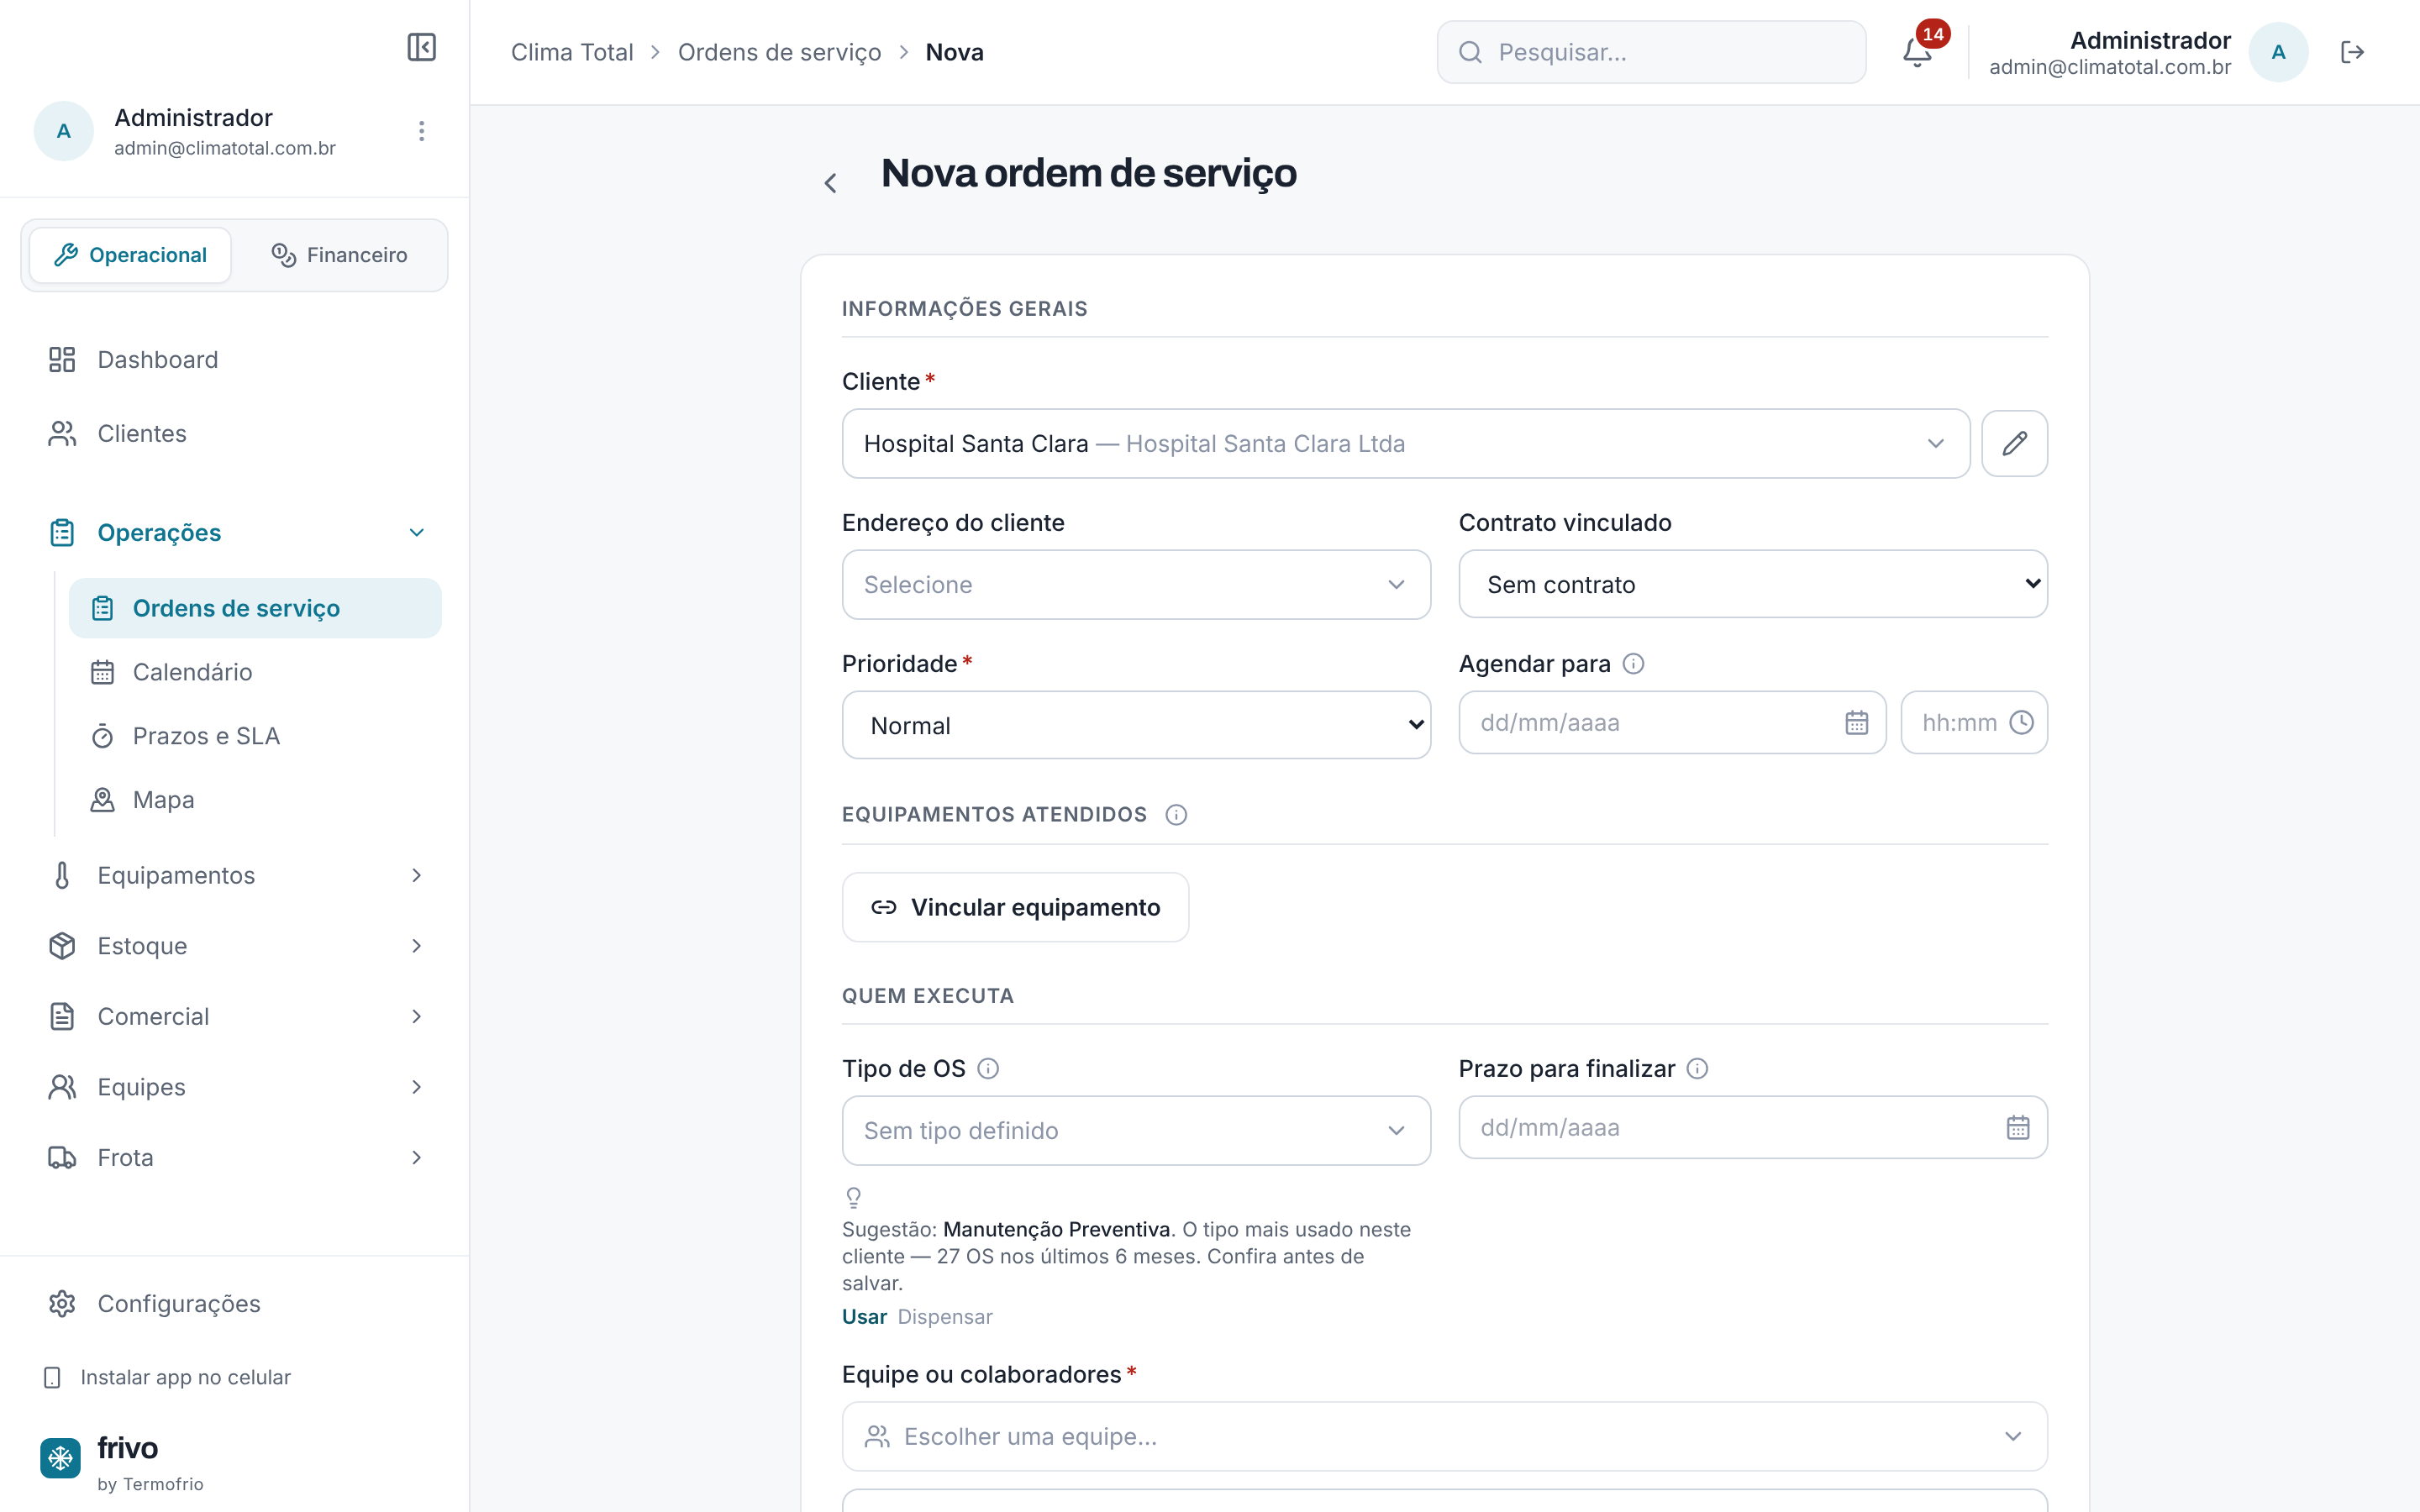 Clima Total > Ordens de serviço > Nova
Pesquisar...
14
Administrador
admin@climatotal.com.br
A
A
Administrador
admin@climatotal.com.br
Operacional
Financeiro
Dashboard
Clientes
Operações
Ordens de serviço
Calendário
Prazos e SLA
Mapa
Equipamentos
Estoque
Comercial
Equipes
Frota
Configurações
Instalar app no celular
frivo
by Termofrio
Nova ordem de serviço
INFORMAÇÕES GERAIS
Cliente *
Hospital Santa Clara — Hospital Santa Clara Ltda
Endereço do cliente
Selecione
Contrato vinculado
Sem contrato
Prioridade *
Normal
Agendar para
dd/mm/aaaa
hh:mm
EQUIPAMENTOS ATENDIDOS
Vincular equipamento
QUEM EXECUTA
Tipo de OS
Sem tipo definido
Prazo para finalizar
dd/mm/aaaa
Sugestão: Manutenção Preventiva. O tipo mais usado neste
cliente — 27 OS nos últimos 6 meses. Confira antes de
salvar.
Usar Dispensar
Equipe ou colaboradores *
Escolher uma equipe...